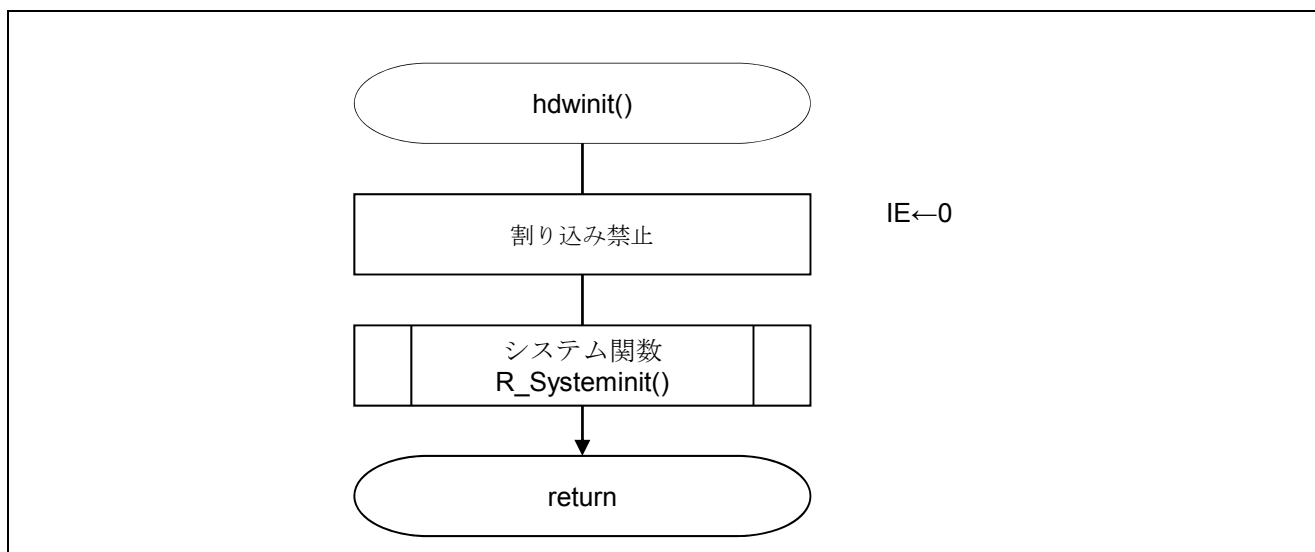 hdwinit()
割り込み禁止
IE←0
システム関数
R_Systeminit()
return